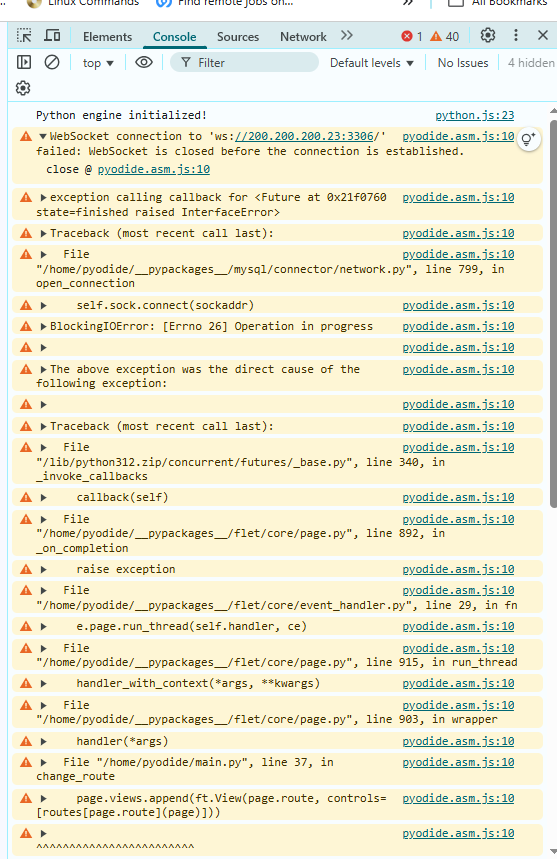 Linux Commands
Find remote jobs on...
»
All Bookmarks
Elements
Console
Sources
Network
»
1
40
top
Filter
Default levels
No Issues
4 hidden
Python engine initialized!
python.js:23
WebSocket connection to 'ws://200.200.200.23:3306/'
pyodide.asm.js:10
failed: WebSocket is closed before the connection is established.
close @ pyodide.asm.js:10
exception calling callback for <Future at 0x21f0760
pyodide.asm.js:10
state=finished raised InterfaceError>
Traceback (most recent call last):
pyodide.asm.js:10
File
pyodide.asm.js:10
"/home/pyodide/__pypackages__/mysql/connector/network.py", line 799, in
open_connection
self.sock.connect(sockaddr)
pyodide.asm.js:10
BlockingIOError: [Errno 26] Operation in progress
pyodide.asm.js:10
pyodide.asm.js:10
The above exception was the direct cause of the
pyodide.asm.js:10
following exception:
pyodide.asm.js:10
Traceback (most recent call last):
pyodide.asm.js:10
File
pyodide.asm.js:10
"/lib/python312.zip/concurrent/futures/_base.py", line 340, in
_invoke_callbacks
callback(self)
pyodide.asm.js:10
File
pyodide.asm.js:10
"/home/pyodide/__pypackages__/flet/core/page.py", line 892, in
_on_completion
raise exception
pyodide.asm.js:10
File
pyodide.asm.js:10
"/home/pyodide/__pypackages__/flet/core/event_handler.py", line 29, in fn
e.page.run_thread(self.handler, ce)
pyodide.asm.js:10
File
pyodide.asm.js:10
"/home/pyodide/__pypackages__/flet/core/page.py", line 915, in run_thread
handler_with_context(*args, **kwargs)
pyodide.asm.js:10
File
pyodide.asm.js:10
"/home/pyodide/__pypackages__/flet/core/page.py", line 903, in wrapper
handler(*args)
pyodide.asm.js:10
File "/home/pyodide/main.py", line 37, in
pyodide.asm.js:10
change_route
page.views.append(ft.View(page.route, controls=
pyodide.asm.js:10
[routes[page.route](page)]))
pyodide.asm.js:10
^^^^^^^^^^^^^^^^^^^^^^^^